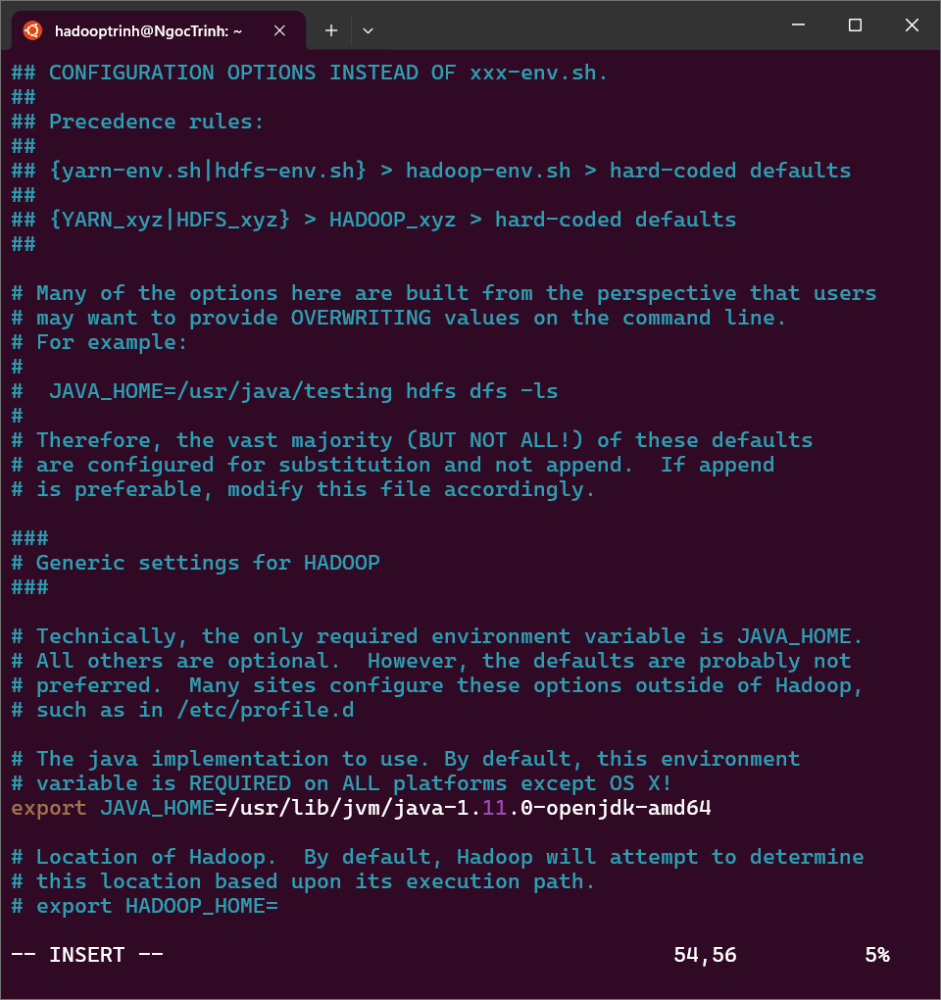 hadooptrinh@NgocTrinh: ~
## CONFIGURATION OPTIONS INSTEAD OF xxx-env.sh.
##
## Precedence rules:
##
## {yarn-env.sh|hdfs-env.sh} > hadoop-env.sh > hard-coded defaults
##
## {YARN_xyz|HDFS_xyz} > HADOOP_xyz > hard-coded defaults
##
# Many of the options here are built from the perspective that users
# may want to provide OVERWRITING values on the command line.
# For example:
#
#  JAVA_HOME=/usr/java/testing hdfs dfs -ls
#
# Therefore, the vast majority (BUT NOT ALL!) of these defaults
# are configured for substitution and not append.  If append
# is preferable, modify this file accordingly.
###
# Generic settings for HADOOP
###
# Technically, the only required environment variable is JAVA_HOME.
# All others are optional.  However, the defaults are probably not
# preferred.  Many sites configure these options outside of Hadoop,
# such as in /etc/profile.d
# The java implementation to use. By default, this environment
# variable is REQUIRED on ALL platforms except OS X!
export JAVA_HOME=/usr/lib/jvm/java-1.11.0-openjdk-amd64
# Location of Hadoop.  By default, Hadoop will attempt to determine
# this location based upon its execution path.
# export HADOOP_HOME=
-- INSERT -- 54,56 5%